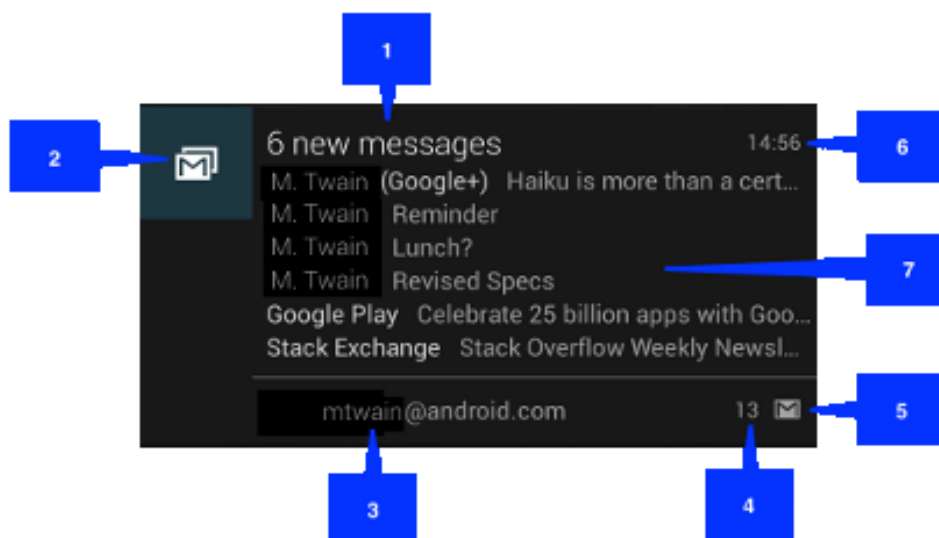 1
6 new messages 14:56
2
6
M. Twain (Google+) Haiku is more than a cert...
M. Twain Reminder
M. Twain Lunch?
7
M. Twain Revised Specs
Google Play Celebrate 25 billion apps with Goo...
Stack Exchange Stack Overflow Weekly Newsl...
mtwain@android.com 13
5
3
4